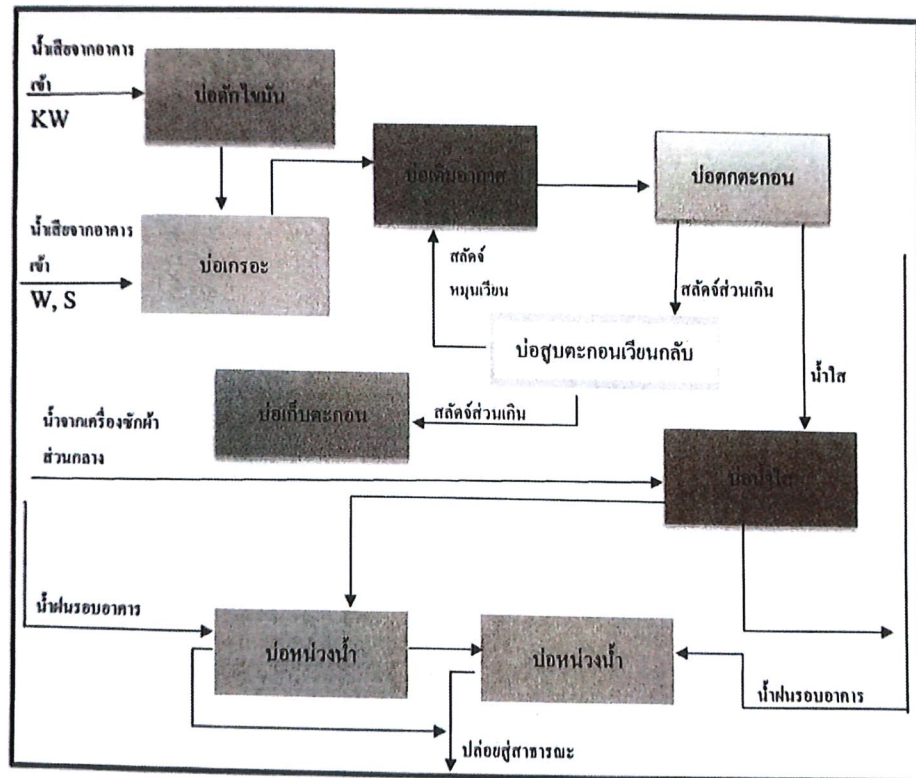 น้ำเสียจากอาคาร
เข้า
KW
บ่อดักไขมัน
บ่อเติมอากาศ
บ่อตกตะกอน
น้ำเสียจากอาคาร
เข้า
W, S
บ่อเกรอะ
สลัดจ์
หมุนเวียน
สลัดจ์ส่วนเกิน
บ่อสูบตะกอนเวียนกลับ
น้ำใส
บ่อเก็บตะกอน
สลัดจ์ส่วนเกิน
น้ำจากเครื่องซักผ้า
ส่วนกลาง
บ่อน้ำใส
น้ำฝนรอบอาคาร
บ่อหน่วงน้ำ
บ่อหน่วงน้ำ
น้ำฝนรอบอาคาร
ปล่อยสู่สาธารณะ